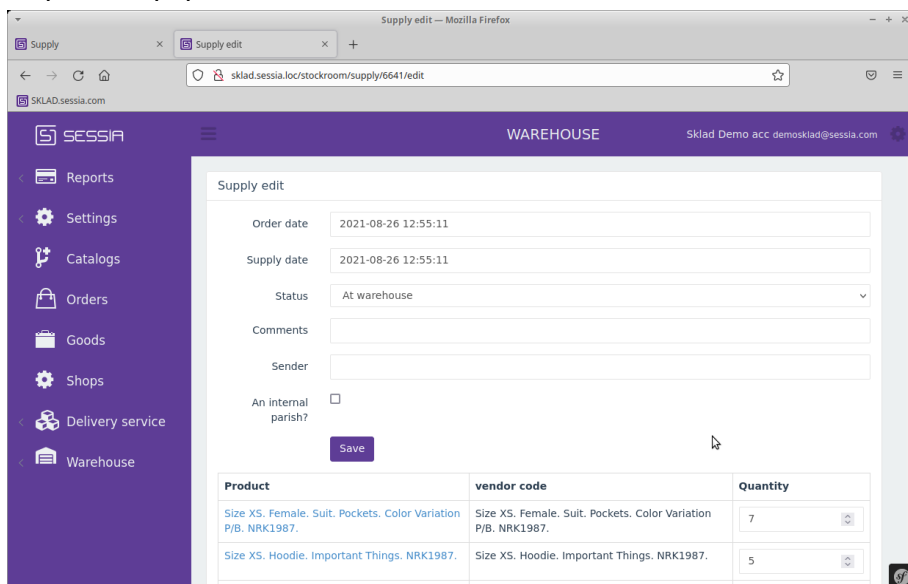 Supply edit — Mozilla Firefox
Supply
Supply edit
sklad.sessia.loc/stockroom/supply/6641/edit
SKLAD.sessia.com
SESSIA
WAREHOUSE
Sklad Demo acc demosklad@sessia.com
Reports
Settings
Catalogs
Orders
Goods
Shops
Delivery service
Warehouse
Supply edit
Order date
2021-08-26 12:55:11
Supply date
2021-08-26 12:55:11
Status
At warehouse
Comments
Sender
An internal
parish?
Save
Product
vendor code
Quantity
Size XS. Female. Suit. Pockets. Color Variation
P/B. NRK1987.
Size XS. Female. Suit. Pockets. Color Variation
P/B. NRK1987.
7
Size XS. Hoodie. Important Things. NRK1987.
Size XS. Hoodie. Important Things. NRK1987.
5